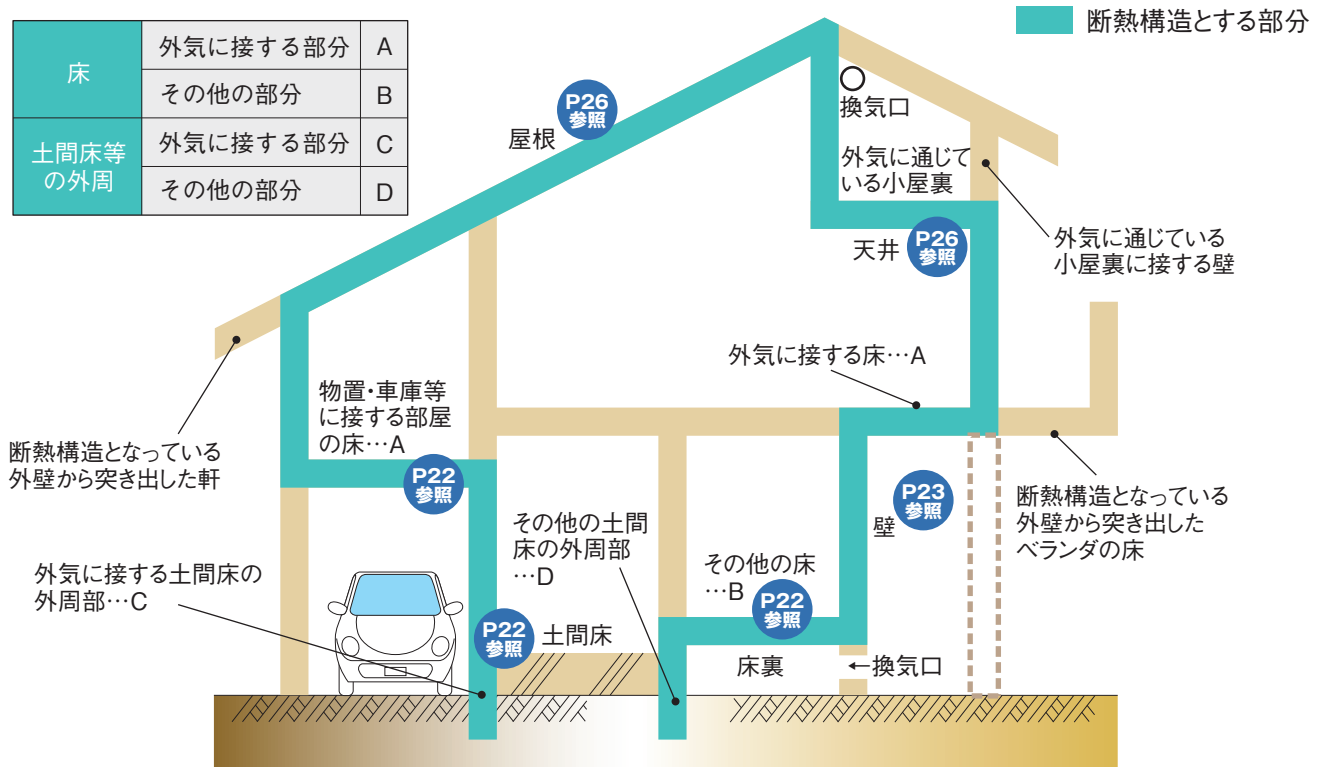 断熱構造とする部分
床
外気に接する部分 A
その他の部分 B
土間床等
の外周
外気に接する部分 C
その他の部分 D
P26
参照
屋根
換気口
外気に通じて
いる小屋裏
天井
P26
参照
外気に通じている
小屋裏に接する壁
外気に接する床…A
物置・車庫等
に接する部屋
の床…A
P22
参照
断熱構造となっている
外壁から突き出した軒
P23
参照
壁
断熱構造となっている
外壁から突き出した
ベランダの床
その他の土間
床の外周部
…D
その他の床
…B
P22
参照
外気に接する土間床の
外周部…C
P22
参照
土間床
床裏
←換気口